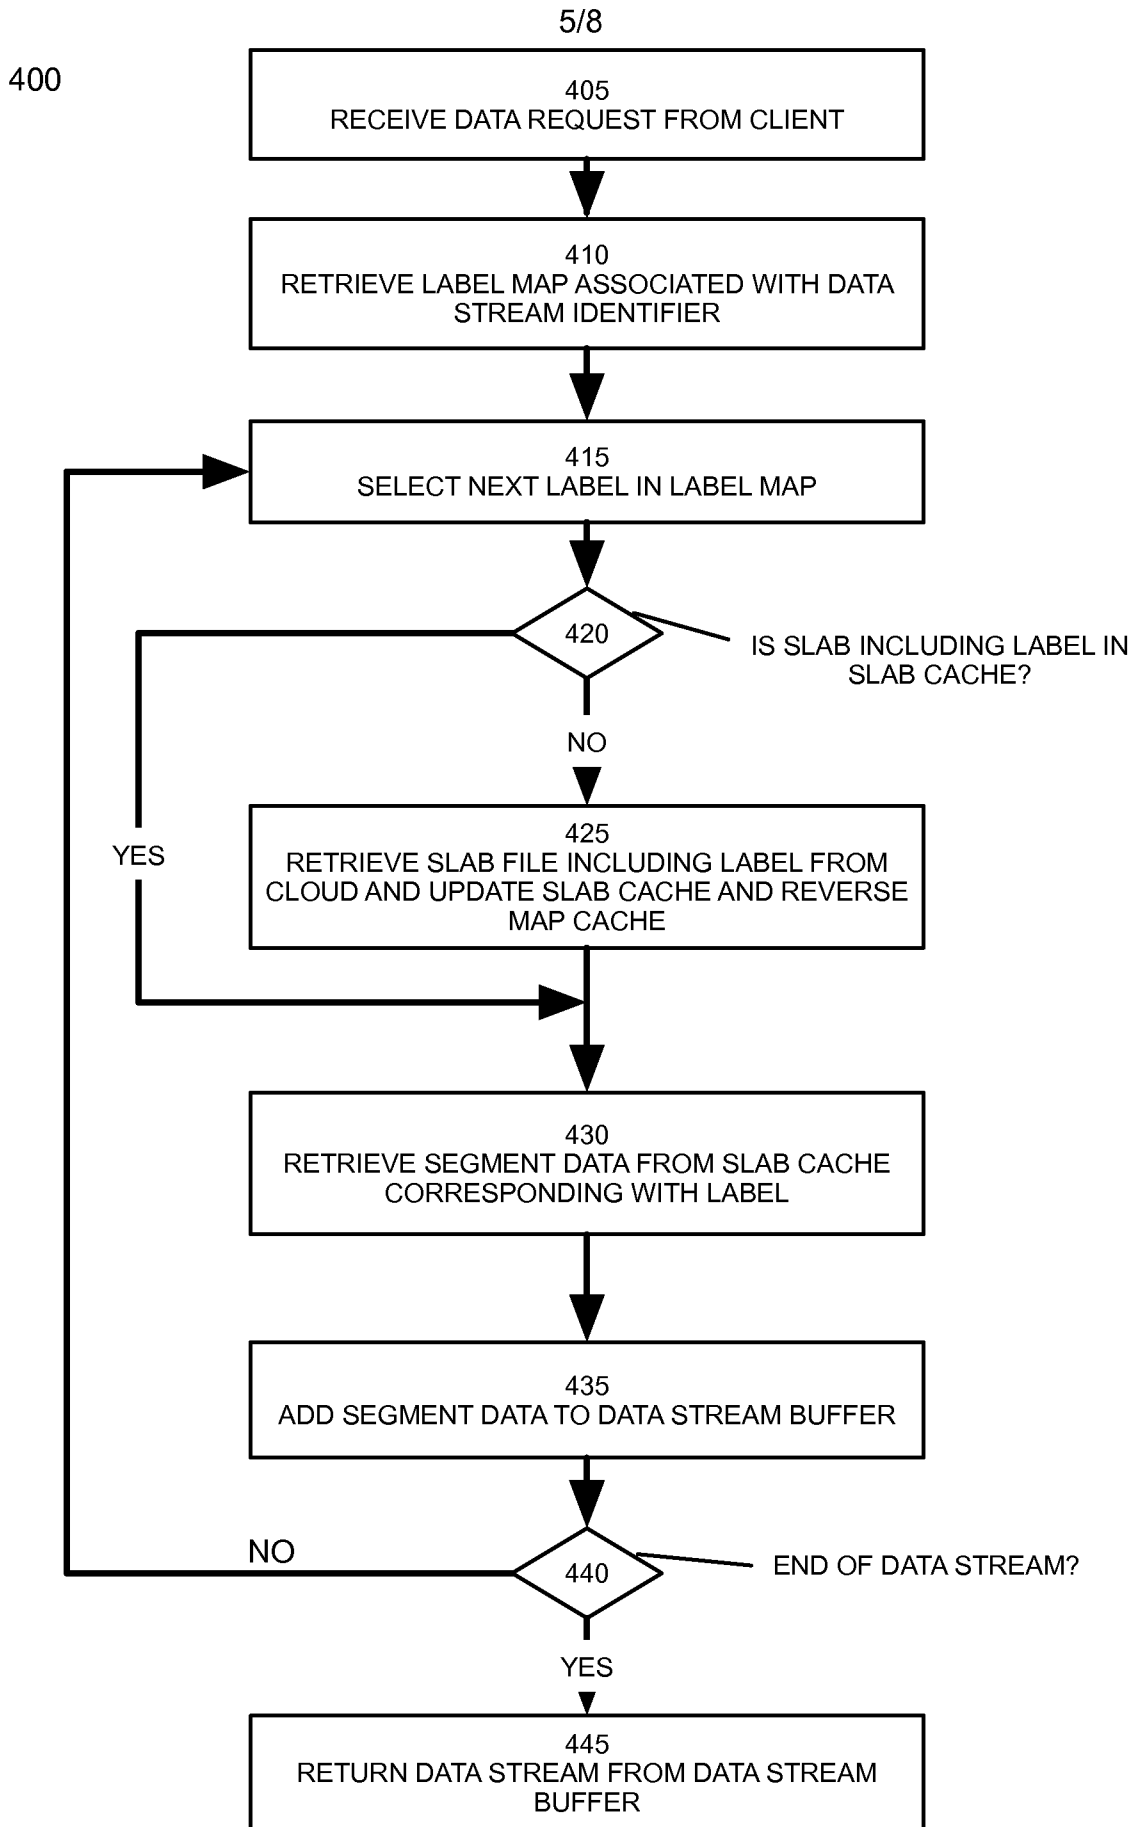 5/8
400
405
RECEIVE DATA REQUEST FROM CLIENT
410
RETRIEVE LABEL MAP ASSOCIATED WITH DATA
STREAM IDENTIFIER
415
SELECT NEXT LABEL IN LABEL MAP
420
IS SLAB INCLUDING LABEL IN
SLAB CACHE?
NO
YES
425
RETRIEVE SLAB FILE INCLUDING LABEL FROM
CLOUD AND UPDATE SLAB CACHE AND REVERSE
MAP CACHE
430
RETRIEVE SEGMENT DATA FROM SLAB CACHE
CORRESPONDING WITH LABEL
435
ADD SEGMENT DATA TO DATA STREAM BUFFER
NO
440
END OF DATA STREAM?
YES
445
RETURN DATA STREAM FROM DATA STREAM
BUFFER